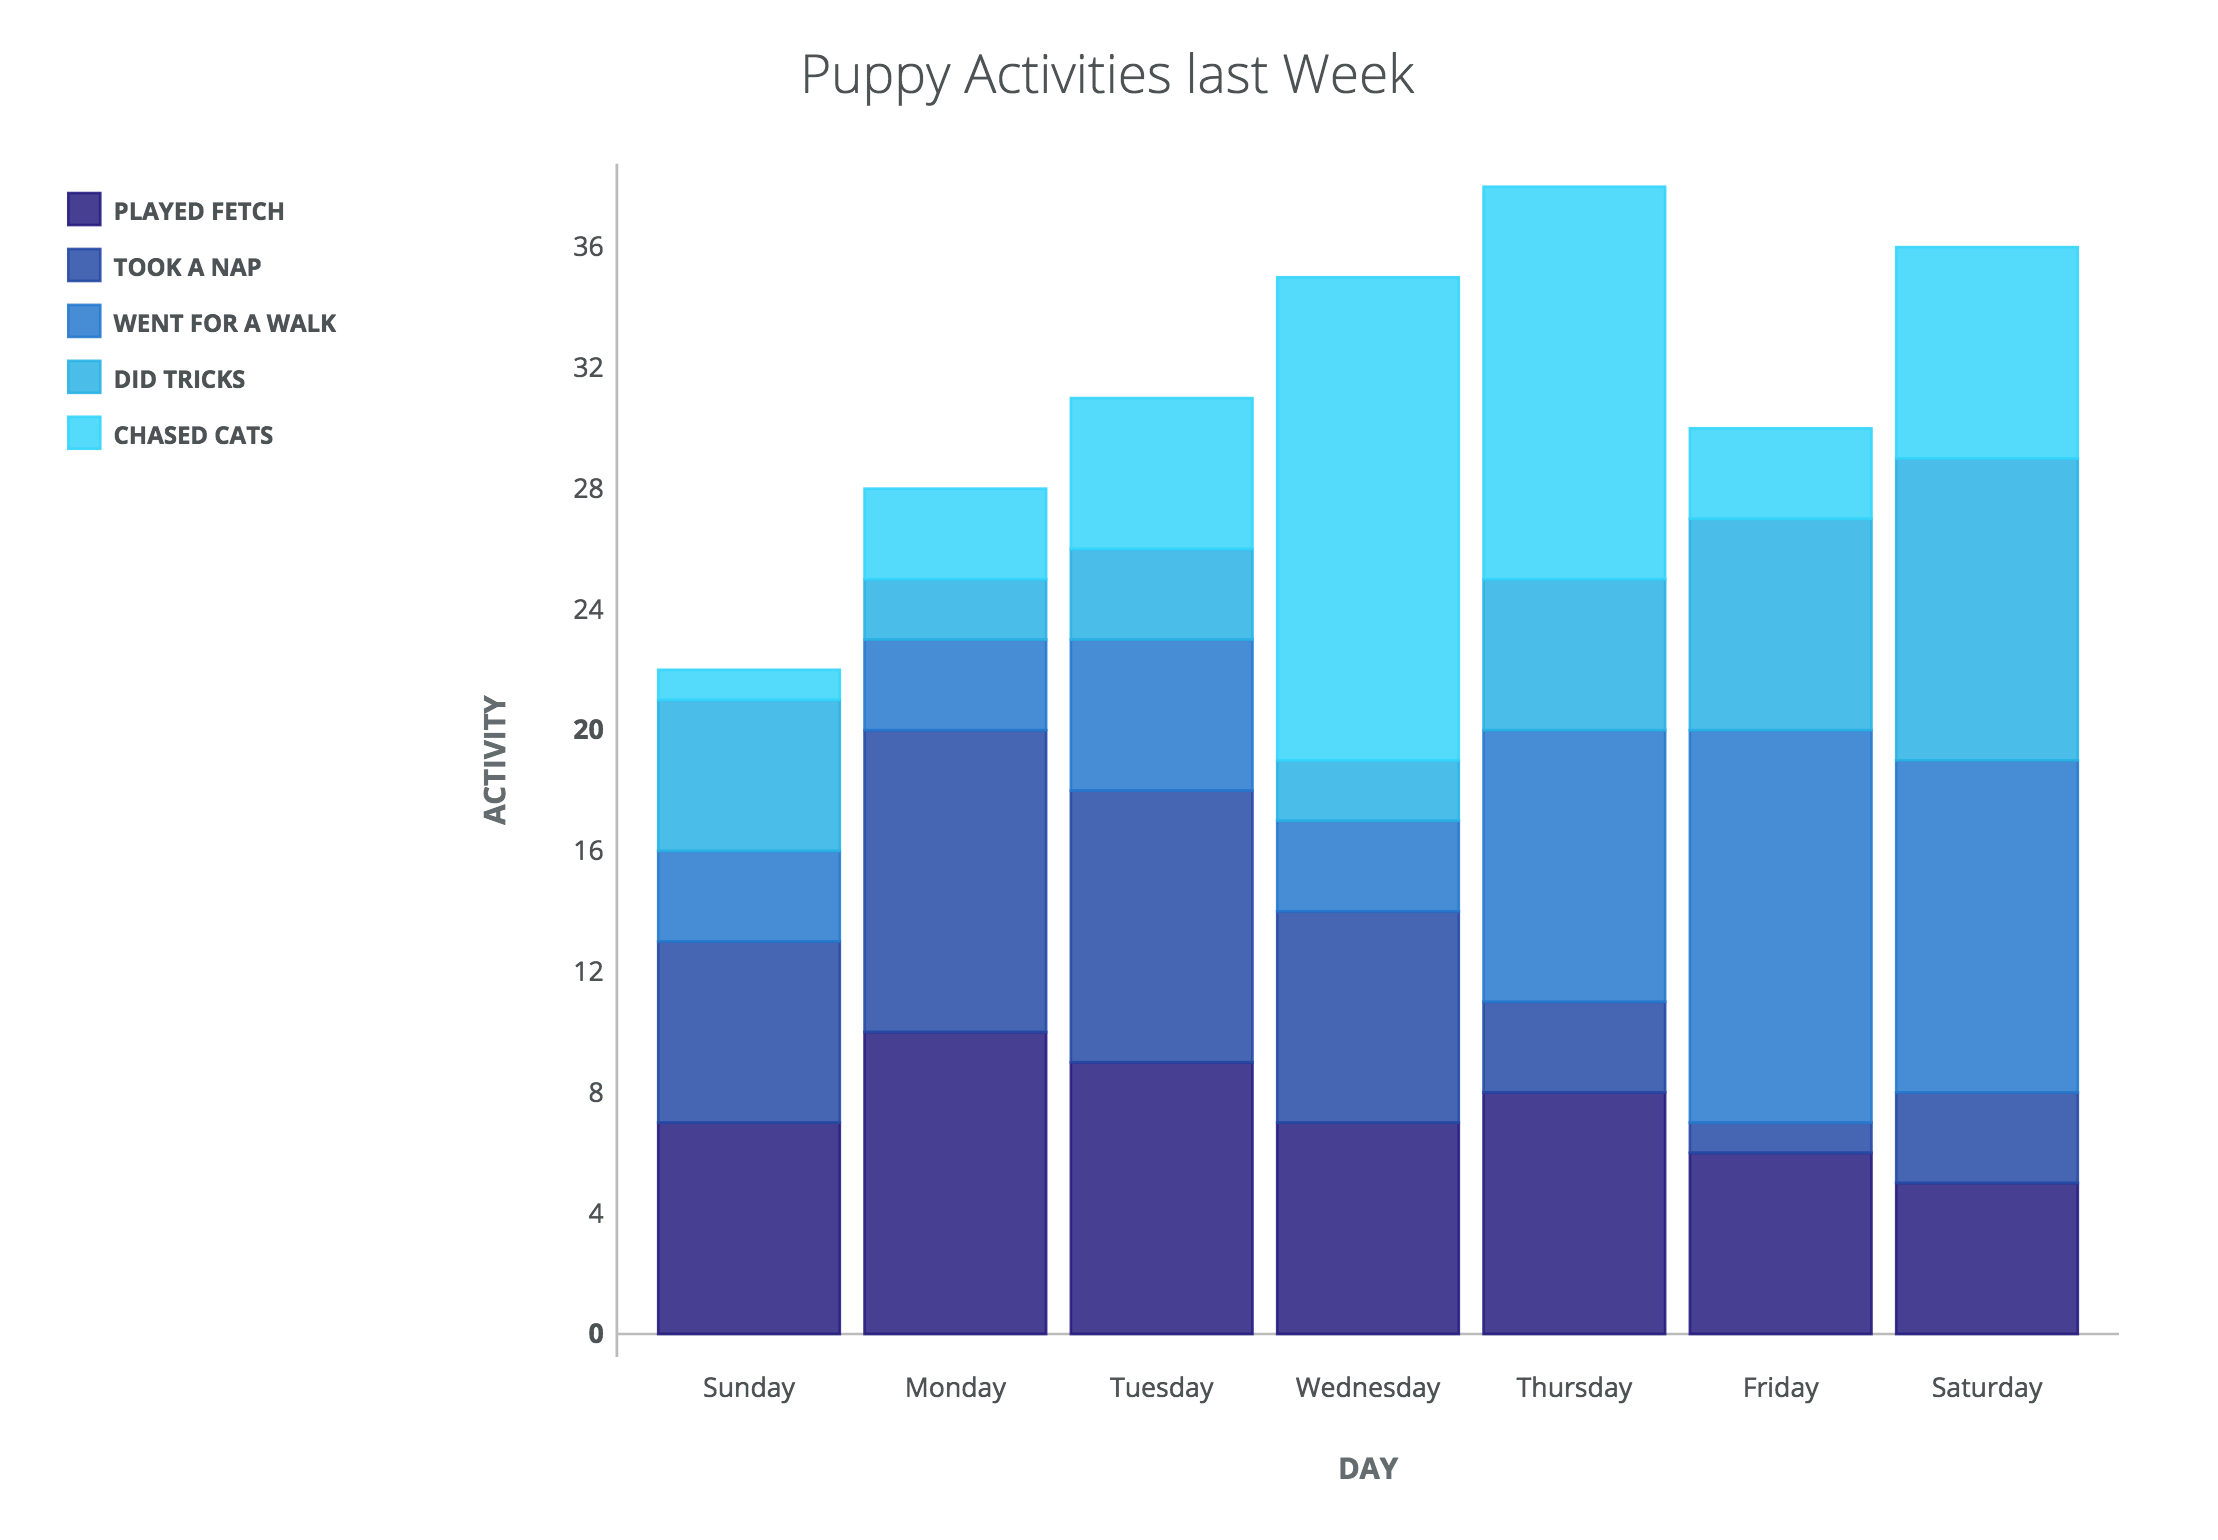 Puppy Activities last Week
PLAYED FETCH
TOOK A NAP
WENT FOR A WALK
DID TRICKS
CHASED CATS
ACTIVITY
36
32
28
24
20
16
12
8
4
0
Sunday Monday Tuesday Wednesday Thursday Friday Saturday
DAY